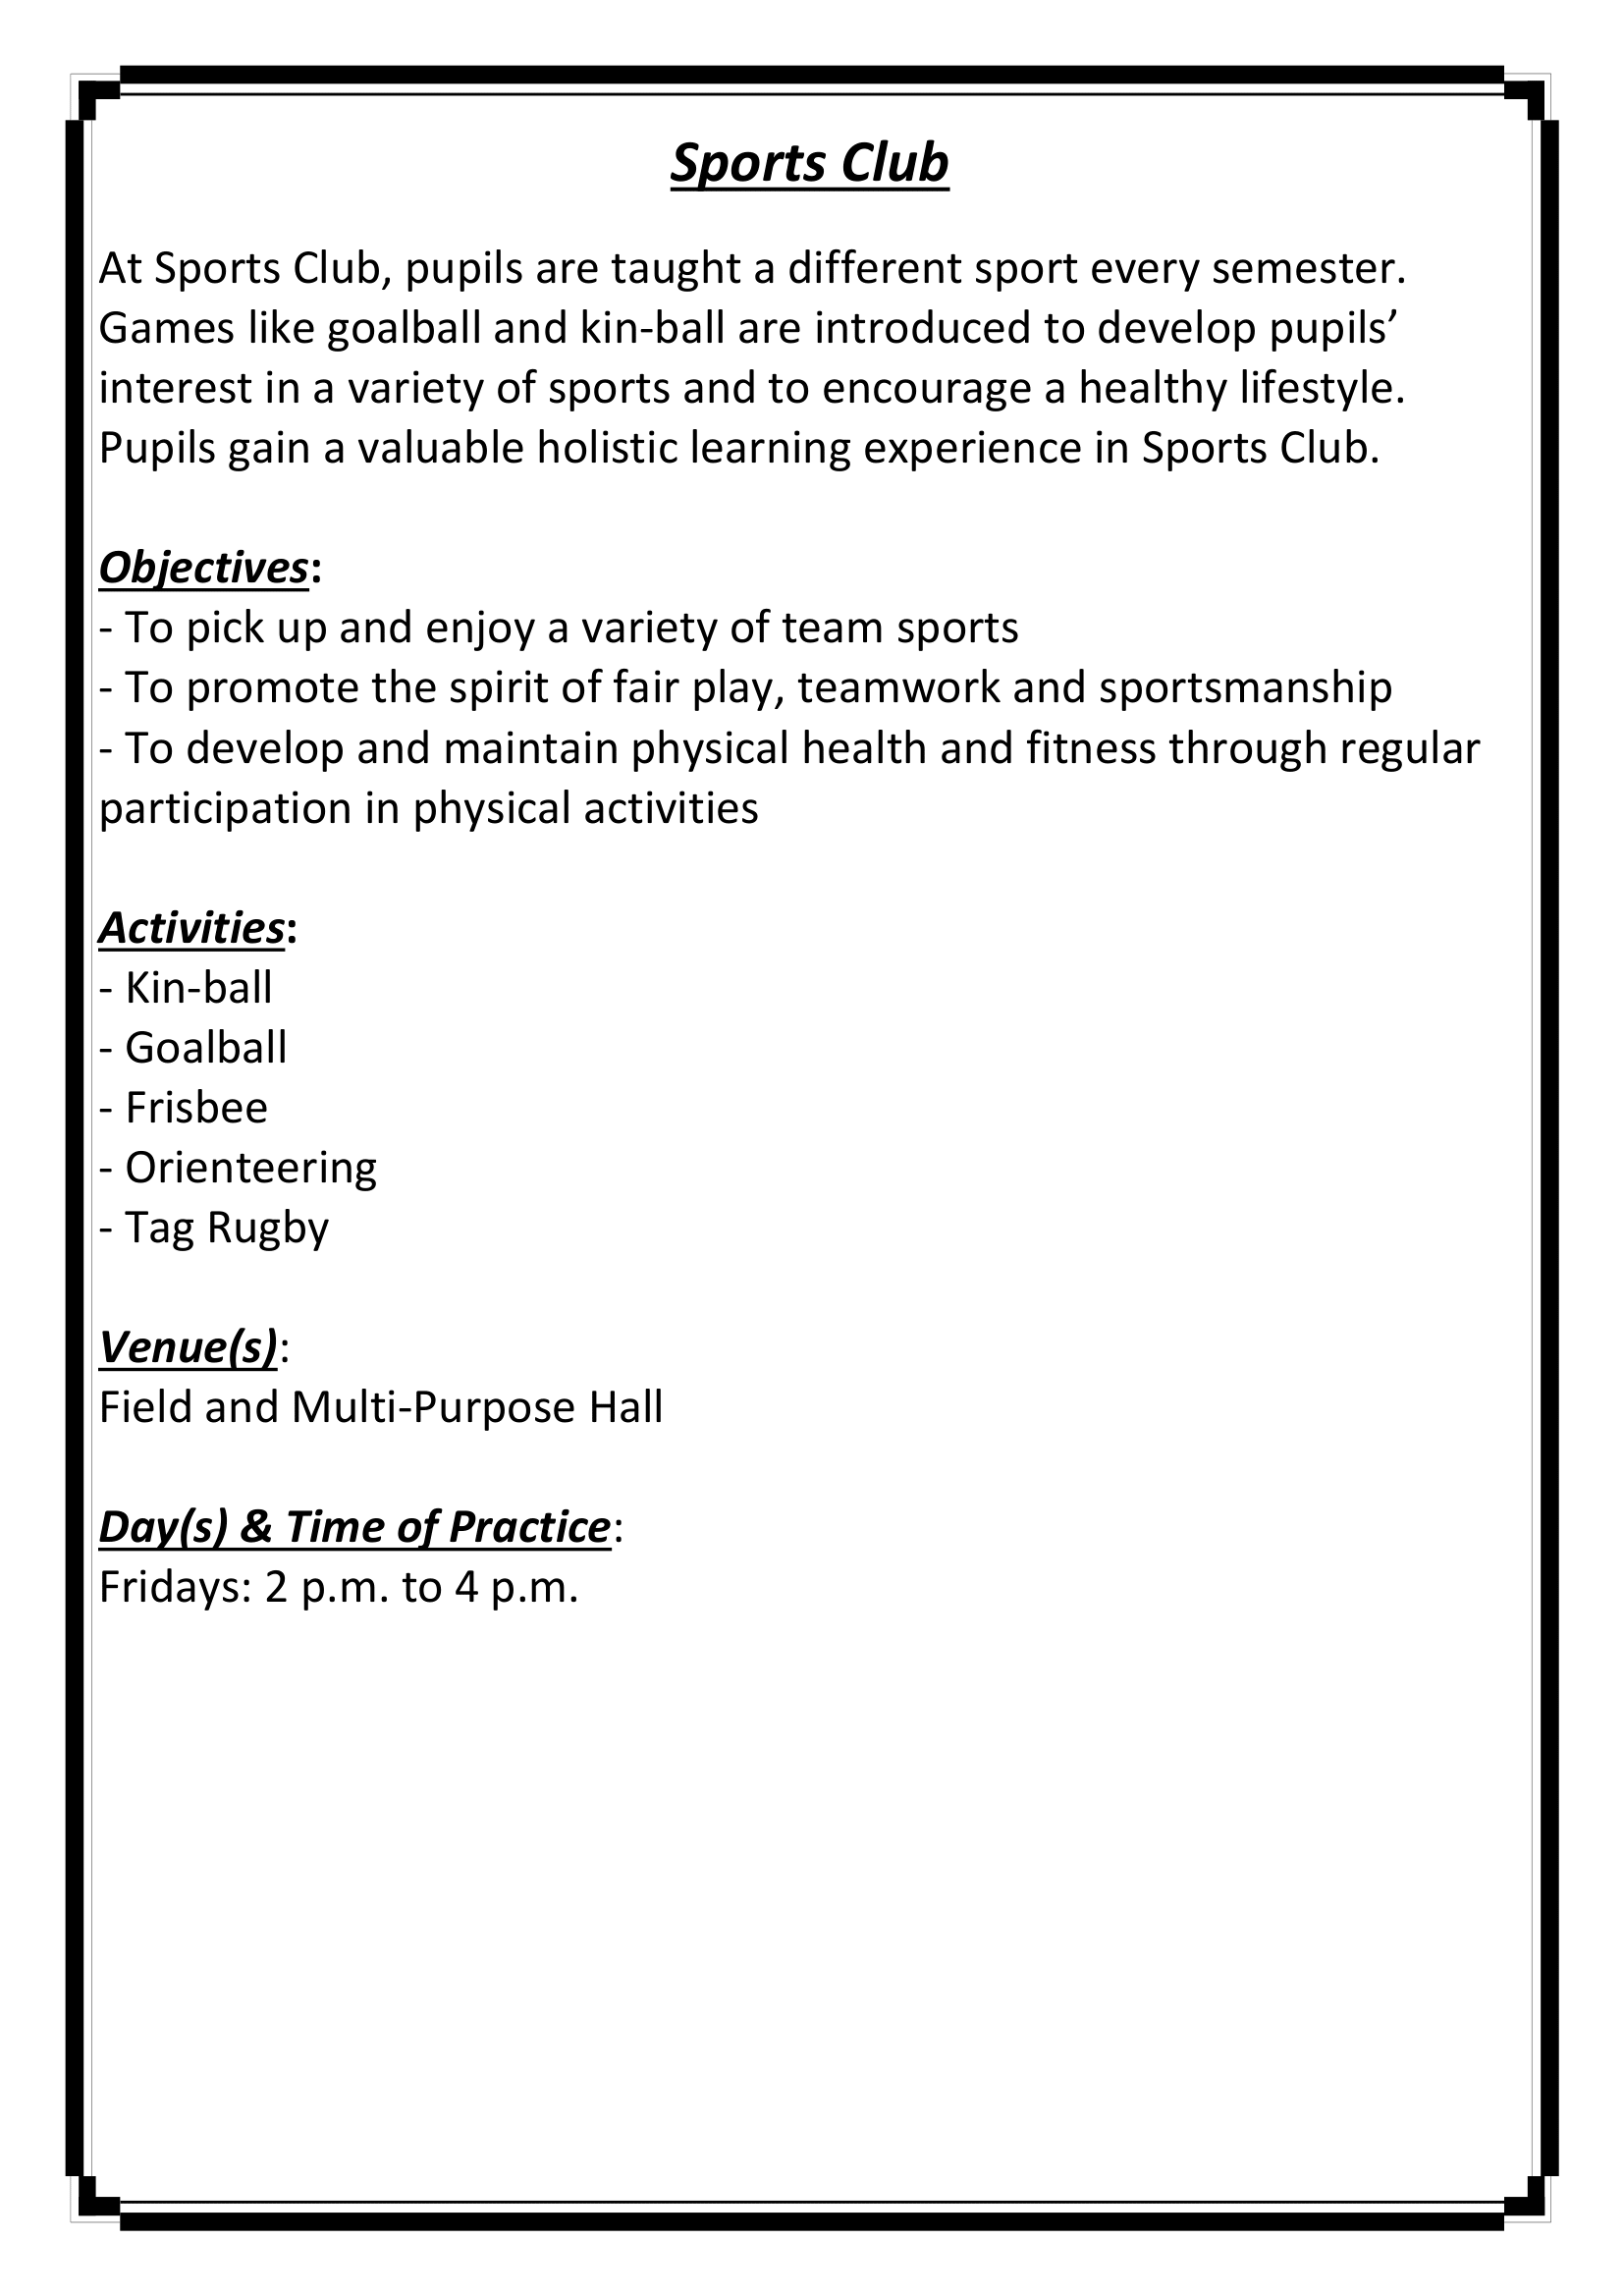 Sports Club
At Sports Club, pupils are taught a different sport every semester.
Games like goalball and kin-ball are introduced to develop pupils’
interest in a variety of sports and to encourage a healthy lifestyle.
Pupils gain a valuable holistic learning experience in Sports Club.
Objectives:
- To pick up and enjoy a variety of team sports
- To promote the spirit of fair play, teamwork and sportsmanship
- To develop and maintain physical health and fitness through regular
participation in physical activities
Activities:
- Kin-ball
- Goalball
- Frisbee
- Orienteering
- Tag Rugby
Venue(s):
Field and Multi-Purpose Hall
Day(s) & Time of Practice:
Fridays: 2 p.m. to 4 p.m.